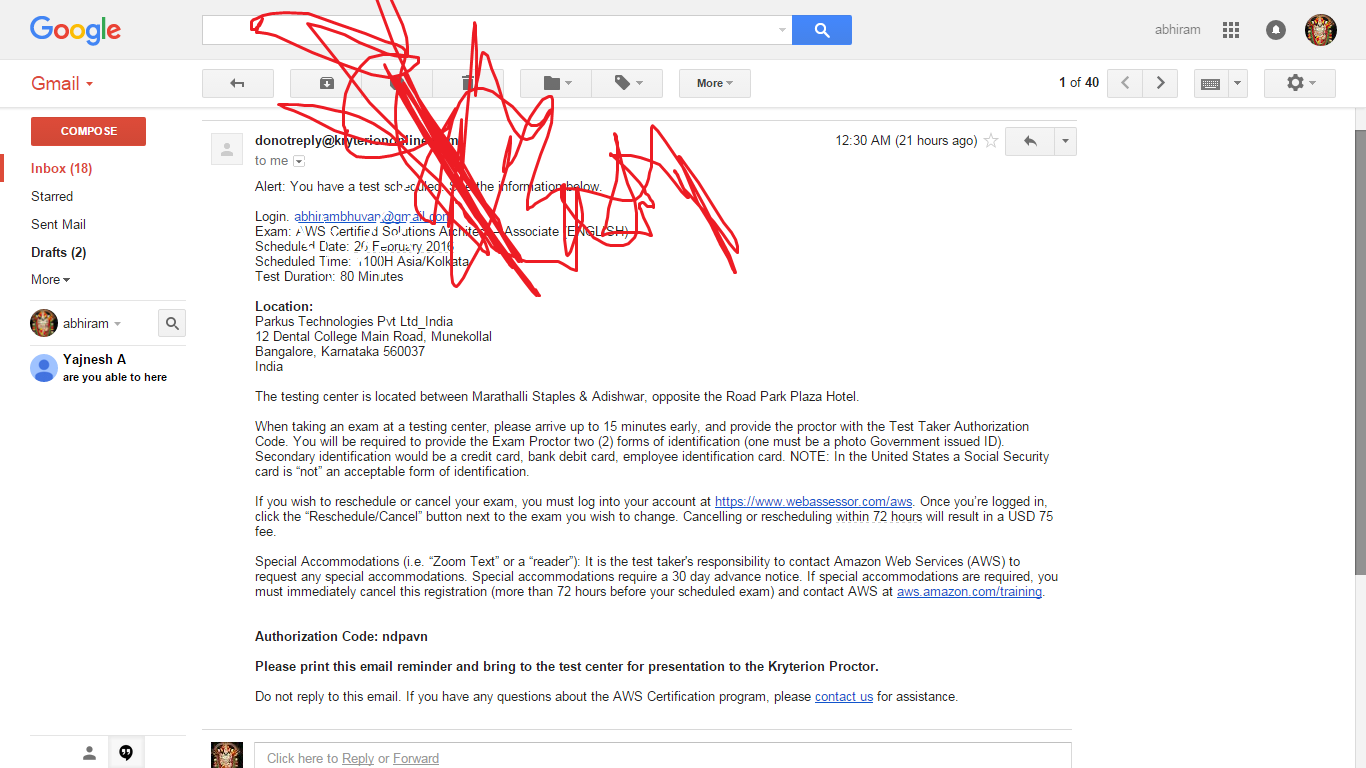 Google
abhiram
Gmail
More
1 of 40
COMPOSE
Inbox (18)
Starred
Sent Mail
Drafts (2)
More
abhiram
Yajnesh A
are you able to here
12:30 AM (21 hours ago)
to me
Alert: You have a test scheduled. See the information below.
Login.
Exam: AWS Certified Solutions Architect – Associate (ENGLISH)
Scheduled Date: 26 February 2016
Scheduled Time: 1100H Asia/Kolkata
Test Duration: 80 Minutes
Location:
Parkus Technologies Pvt Ltd_India
12 Dental College Main Road, Munekollal
Bangalore, Karnataka 560037
India
The testing center is located between Marathalli Staples & Adishwar, opposite the Road Park Plaza Hotel.
When taking an exam at a testing center, please arrive up to 15 minutes early, and provide the proctor with the Test Taker Authorization
Code. You will be required to provide the Exam Proctor two (2) forms of identification (one must be a photo Government issued ID).
Secondary identification would be a credit card, bank debit card, employee identification card. NOTE: In the United States a Social Security
card is “not” an acceptable form of identification.
If you wish to reschedule or cancel your exam, you must log into your account at https://www.webassessor.com/aws. Once you’re logged in,
click the “Reschedule/Cancel” button next to the exam you wish to change. Cancelling or rescheduling within 72 hours will result in a USD 75
fee.
Special Accommodations (i.e. “Zoom Text” or a “reader”): It is the test taker's responsibility to contact Amazon Web Services (AWS) to
request any special accommodations. Special accommodations require a 30 day advance notice. If special accommodations are required, you
must immediately cancel this registration (more than 72 hours before your scheduled exam) and contact AWS at aws.amazon.com/training.
Authorization Code: ndpavn
Please print this email reminder and bring to the test center for presentation to the Kryterion Proctor.
Do not reply to this email. If you have any questions about the AWS Certification program, please contact us for assistance.
Click here to Reply or Forward